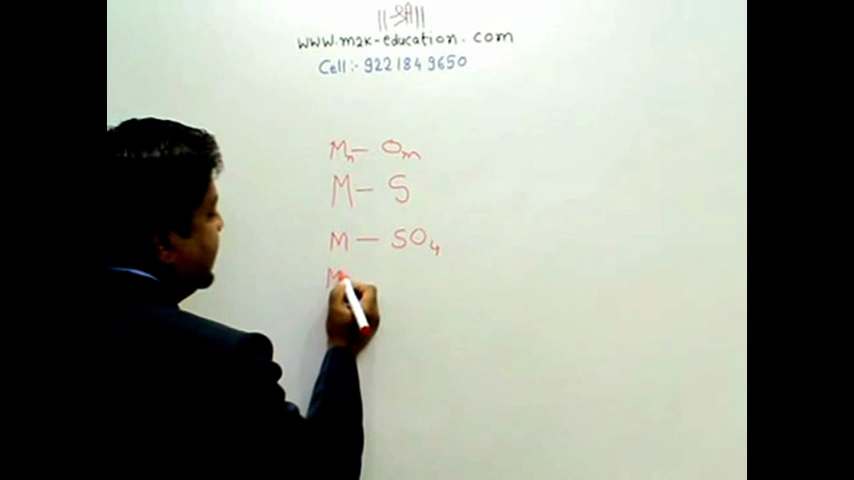 ||श्री||
www.m2k-education.com
Cell:- 9221849650
Mn — Om
M — S
M — SO4
M